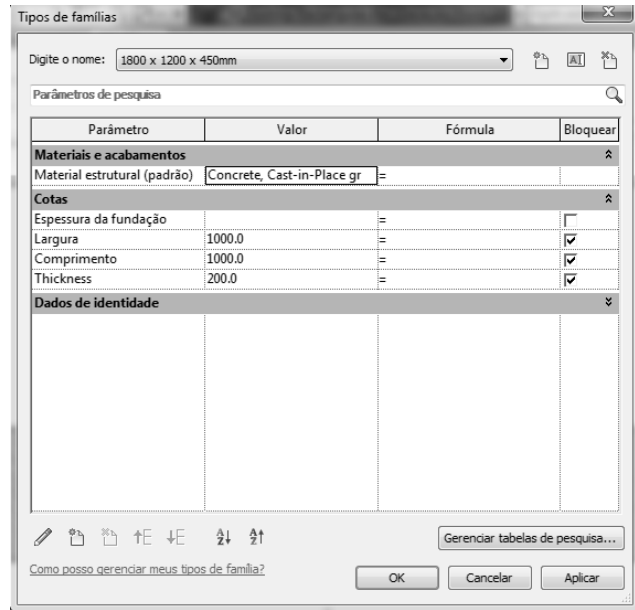 Tipos de famílias
Digite o nome: 1800 x 1200 x 450mm
Parâmetros de pesquisa
Parâmetro Valor Fórmula Bloquear
Materiais e acabamentos
Material estrutural (padrão) Concrete, Cast-in-Place gr =
Cotas
Espessura da fundação =
Largura 1000.0 =
Comprimento 1000.0 =
Thickness 200.0 =
Dados de identidade
Gerenciar tabelas de pesquisa...
Como posso gerenciar meus tipos de família?
OK Cancelar Aplicar